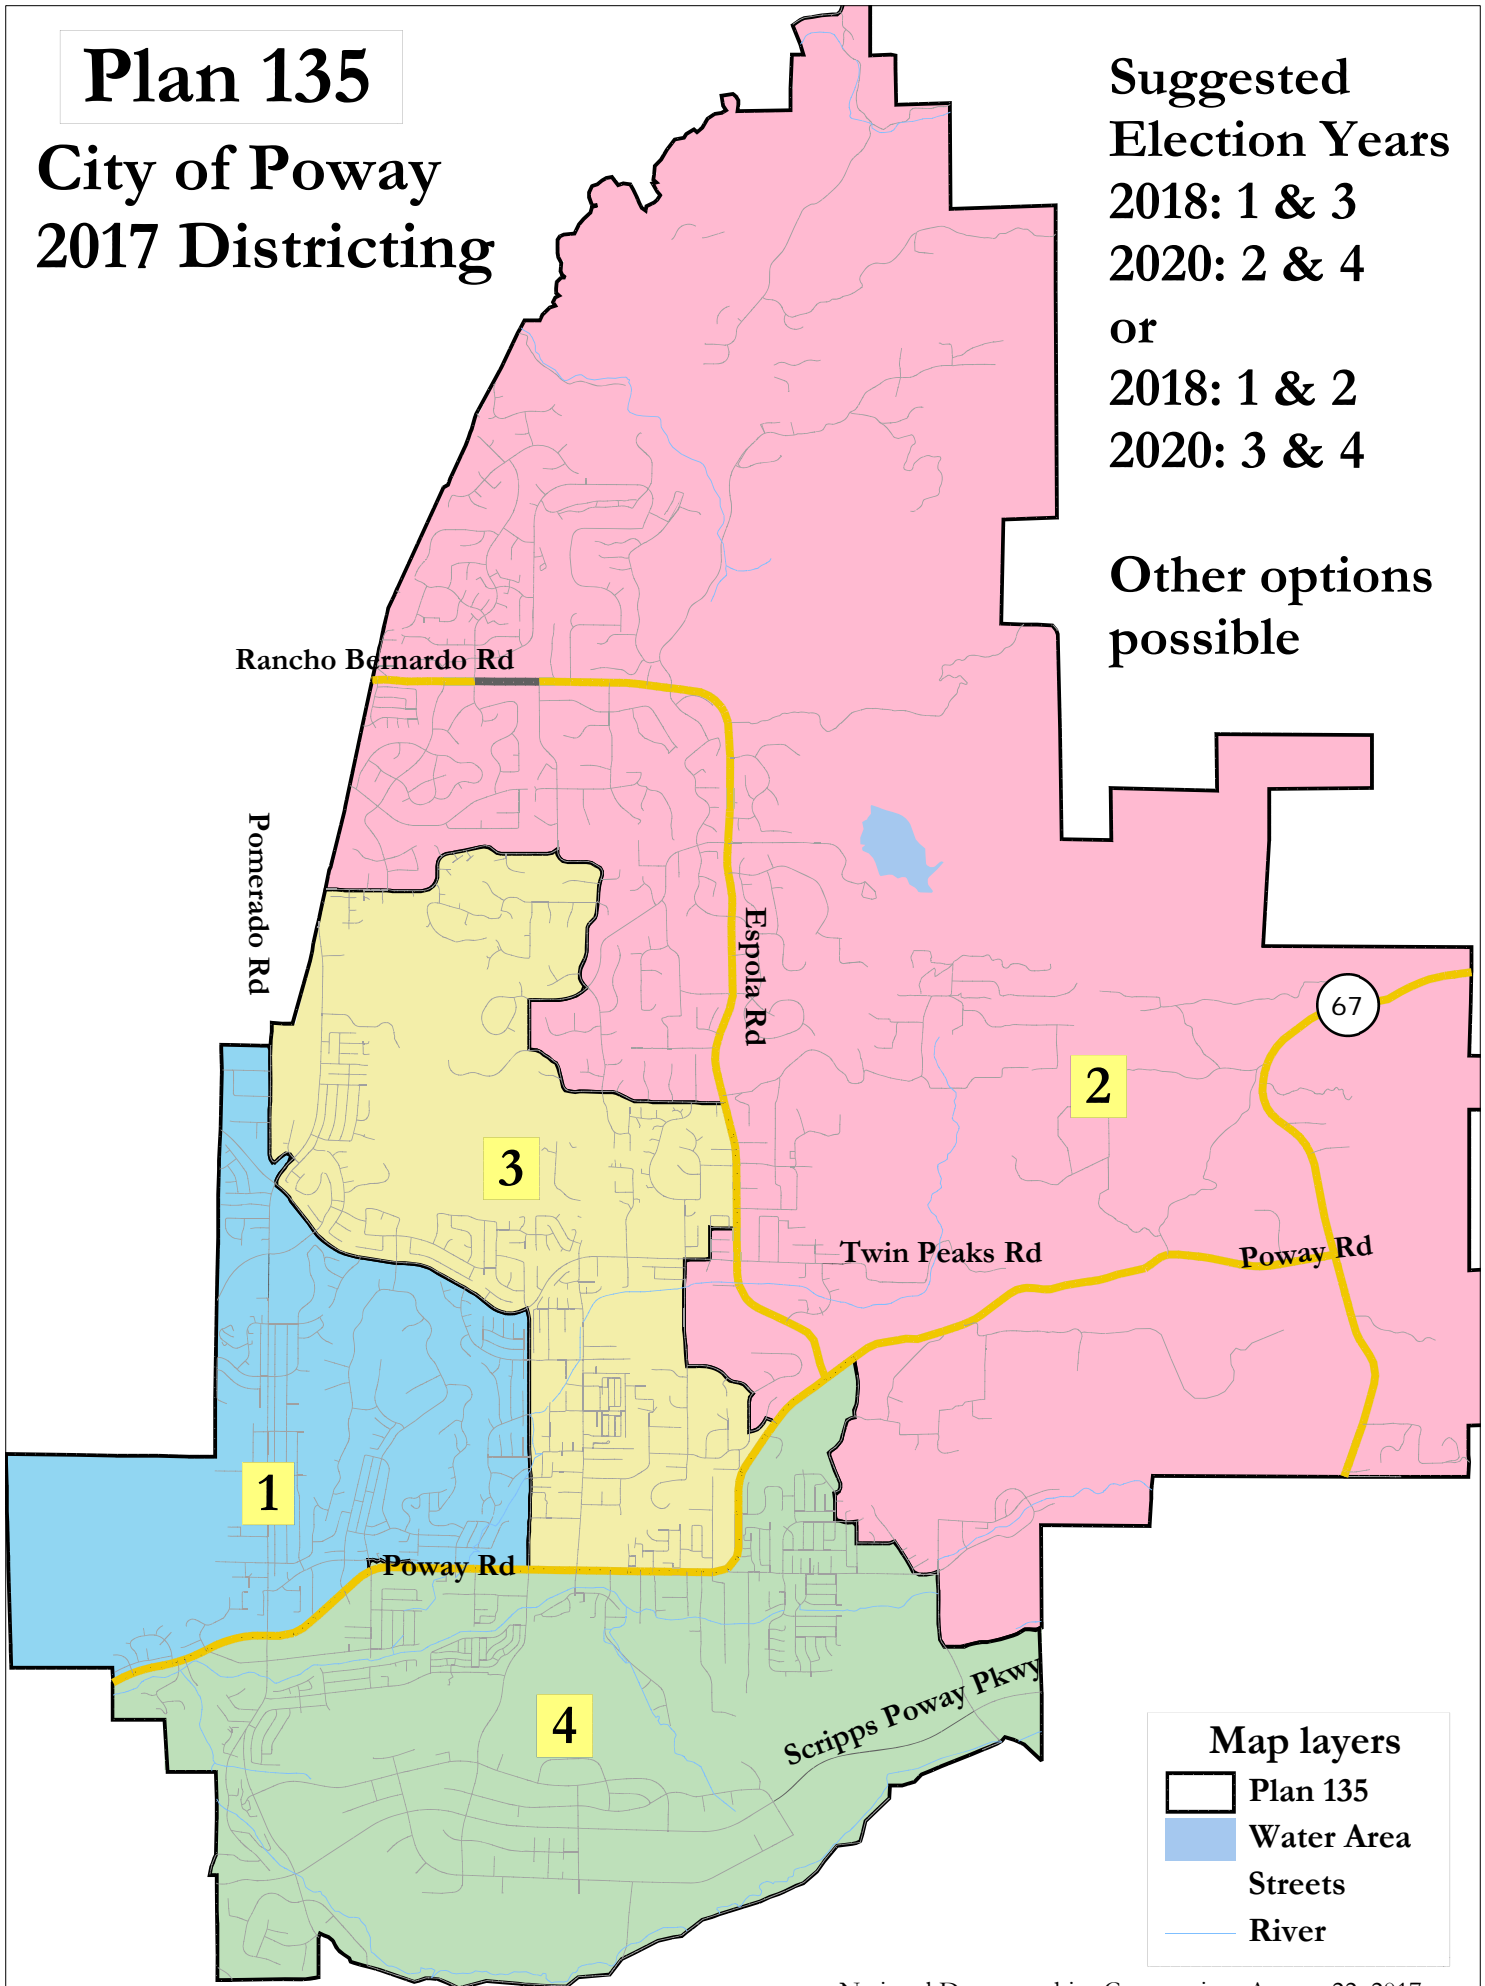 Plan 135
City of Poway
2017 Districting
Suggested
Election Years
2018: 1 & 3
2020: 2 & 4
or
2018: 1 & 2
2020: 3 & 4
Other options
possible
Rancho Bernardo Rd
Pomerado Rd
Espola Rd
67
2
3
Twin Peaks Rd
Poway Rd
1
Poway Rd
4
Scripps Poway Pkwy
Map layers
Plan 135
Water Area
Streets
River